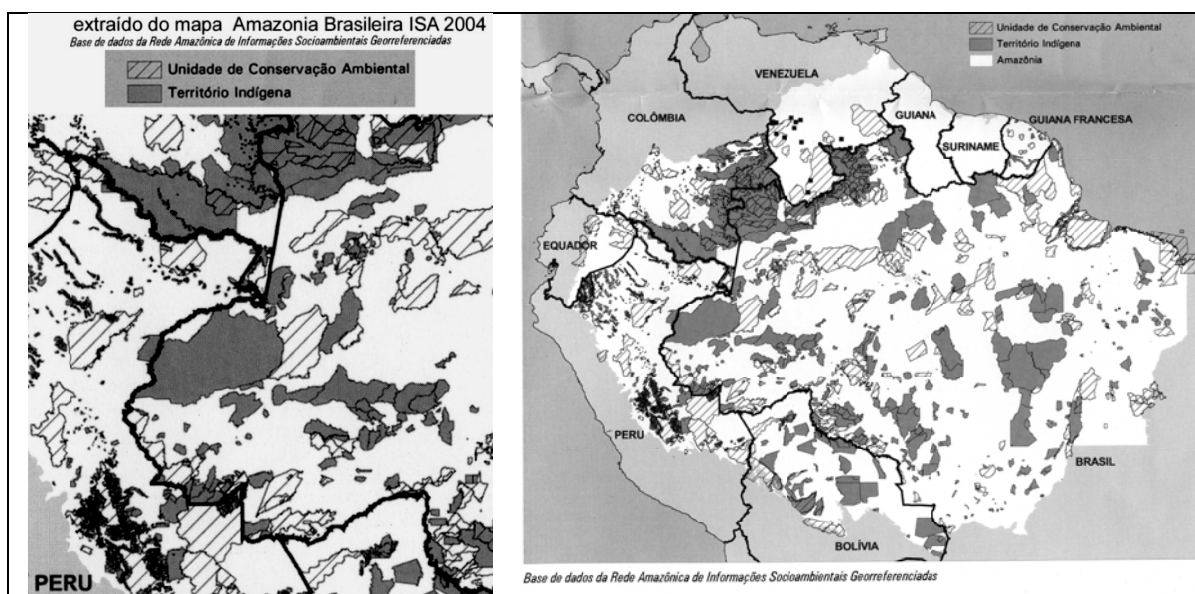 extraído do mapa Amazonia Brasileira ISA 2004
Base de dados da Rede Amazônica de Informações Socioambientais Georreferenciadas
Unidade de Conservação Ambiental
Território Indígena
PERU
Unidade de Conservação Ambiental
Território Indígena
Amazônia
VENEZUELA
COLÔMBIA
GUIANA
GUIANA FRANCESA
SURINAME
EQUADOR
PERU
BRASIL
BOLÍVIA
Base de dados da Rede Amazônica de Informações Socioambientais Georreferenciadas